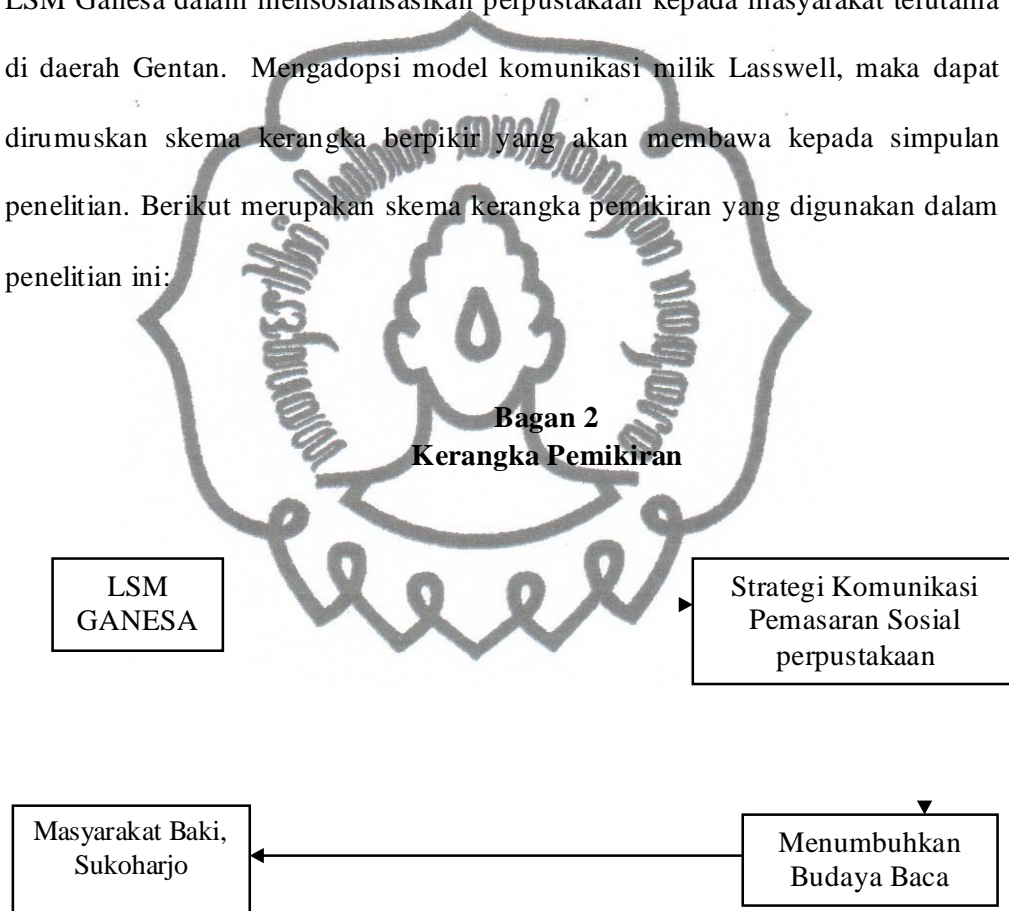 LSM Ganesa dalam mensosialisasikan perpustakaan kepada masyarakat terutama
di daerah Gentan. Mengadopsi model komunikasi milik Lasswell, maka dapat
dirumuskan skema kerangka berpikir yang akan membawa kepada simpulan
penelitian. Berikut merupakan skema kerangka pemikiran yang digunakan dalam
penelitian ini:
Bagan 2
Kerangka Pemikiran
LSM
GANESA
Strategi Komunikasi
Pemasaran Sosial
perpustakaan
Masyarakat Baki,
Sukoharjo
Menumbuhkan
Budaya Baca